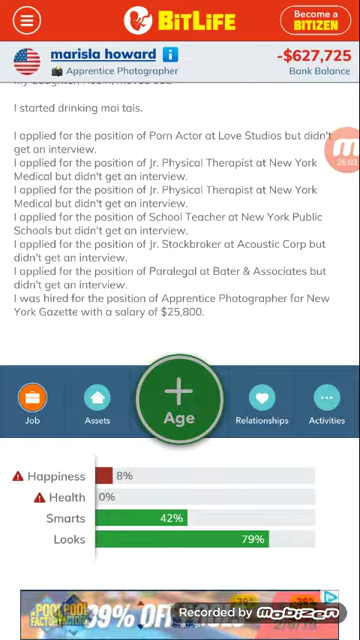 BitLife
Become a
BITIZEN
marisla howard i
-$627,725
Apprentice Photographer
Bank Balance
I started drinking mai tais.
I applied for the position of Porn Actor at Love Studios but didn't
get an interview.
I applied for the position of Jr. Physical Therapist at New York
Medical but didn't get an interview.
I applied for the position of Jr. Physical Therapist at New York
Medical but didn't get an interview.
I applied for the position of School Teacher at New York Public
Schools but didn't get an interview.
I applied for the position of Jr. Stockbroker at Acoustic Corp but
didn't get an interview.
I applied for the position of Paralegal at Bater & Associates but
didn't get an interview.
I was hired for the position of Apprentice Photographer for New
York Gazette with a salary of $25,800.
26:03
Job
Assets
Age
Relationships
Activities
Happiness 8%
Health 0%
Smarts 42%
Looks 79%
39% OFF
Recorded by mobizen